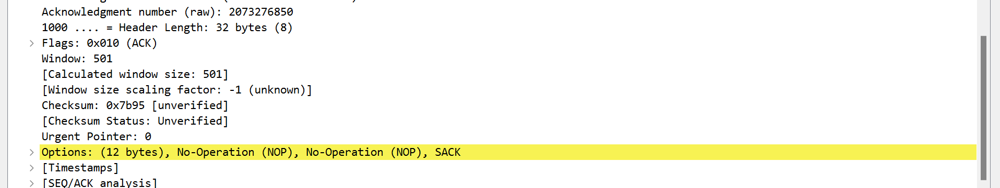 Acknowledgment number (raw): 2073276850
1000 .... = Header Length: 32 bytes (8)
Flags: 0x010 (ACK)
Window: 501
[Calculated window size: 501]
[Window size scaling factor: -1 (unknown)]
Checksum: 0x7b95 [unverified]
[Checksum Status: Unverified]
Urgent Pointer: 0
Options: (12 bytes), No-Operation (NOP), No-Operation (NOP), SACK
[Timestamps]
[SEQ/ACK analysis]